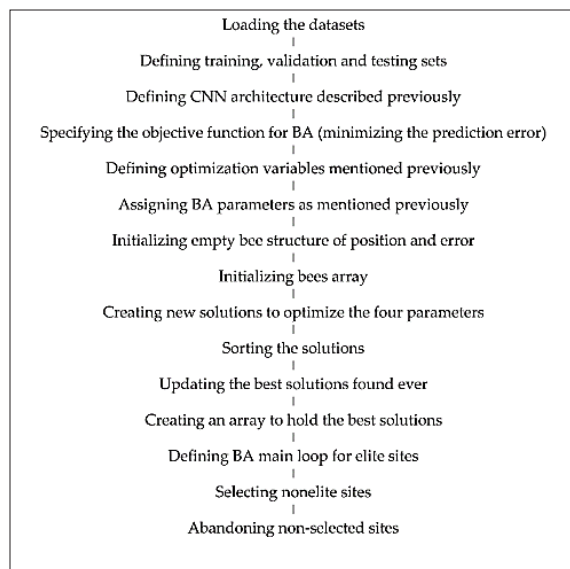 Loading the datasets
Defining training, validation and testing sets
Defining CNN architecture described previously
Specifying the objective function for BA (minimizing the prediction error)
Defining optimization variables mentioned previously
Assigning BA parameters as mentioned previously
Initializing empty bee structure of position and error
Initializing bees array
Creating new solutions to optimize the four parameters
Sorting the solutions
Updating the best solutions found ever
Creating an array to hold the best solutions
Defining BA main loop for elite sites
Selecting nonelite sites
Abandoning non-selected sites